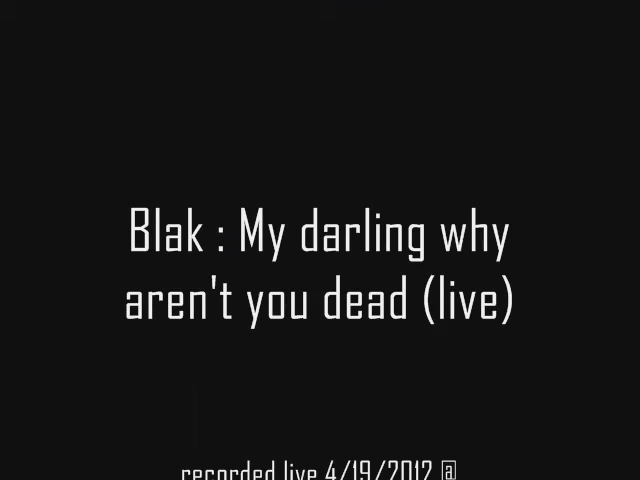 Blak : My darling why
aren't you dead (live)
recorded live 4/19/2012 @